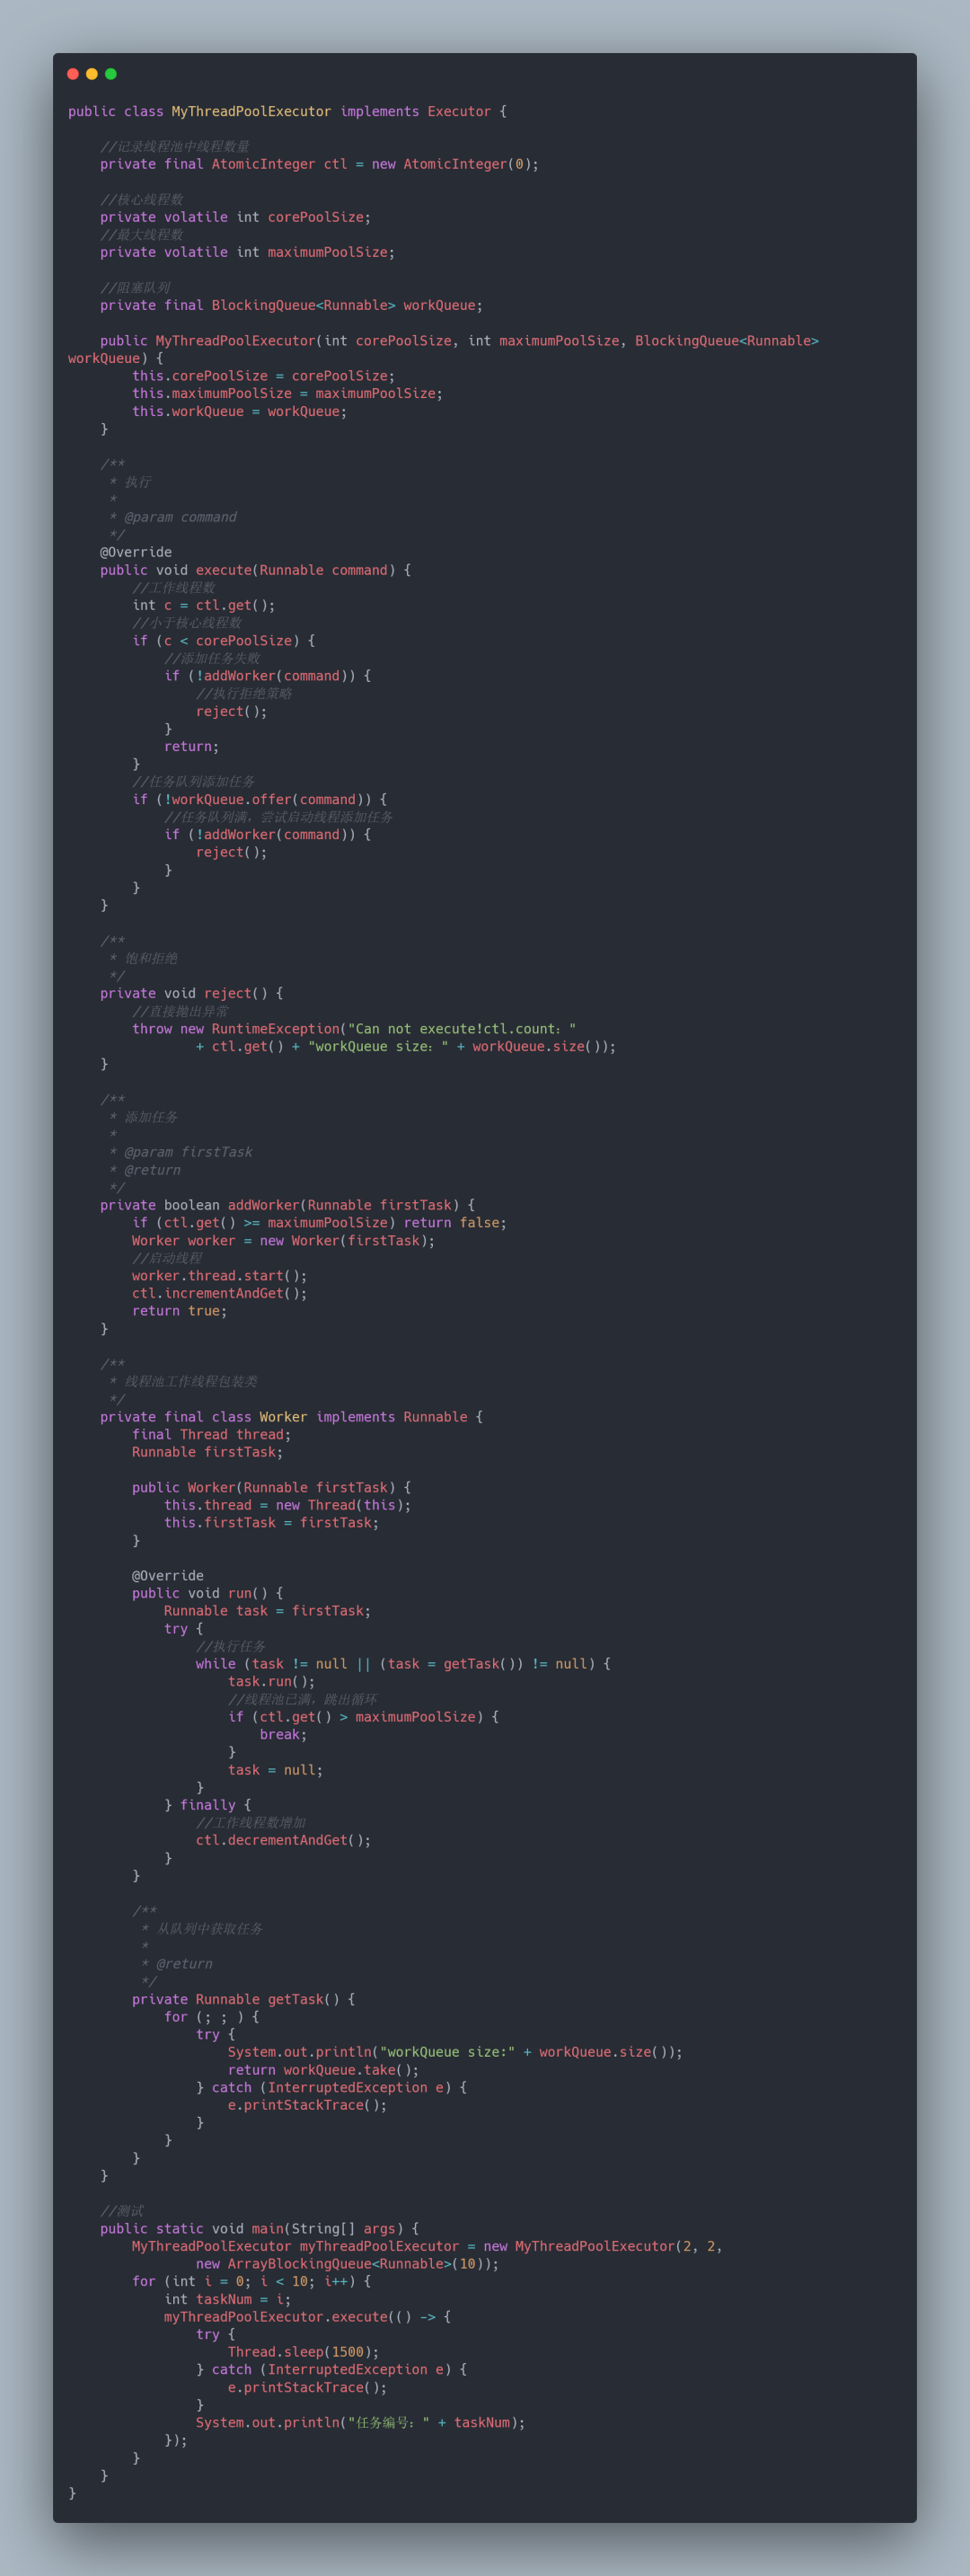 public class MyThreadPoolExecutor implements Executor {

    //记录线程池中线程数量
    private final AtomicInteger ctl = new AtomicInteger(0);

    //核心线程数
    private volatile int corePoolSize;
    //最大线程数
    private volatile int maximumPoolSize;

    //阻塞队列
    private final BlockingQueue<Runnable> workQueue;

    public MyThreadPoolExecutor(int corePoolSize, int maximumPoolSize, BlockingQueue<Runnable>
workQueue) {
        this.corePoolSize = corePoolSize;
        this.maximumPoolSize = maximumPoolSize;
        this.workQueue = workQueue;
    }

    /**
     * 执行
     *
     * @param command
     */
    @Override
    public void execute(Runnable command) {
        //工作线程数
        int c = ctl.get();
        //小于核心线程数
        if (c < corePoolSize) {
            //添加任务失败
            if (!addWorker(command)) {
                //执行拒绝策略
                reject();
            }
            return;
        }
        //任务队列添加任务
        if (!workQueue.offer(command)) {
            //任务队列满，尝试启动线程添加任务
            if (!addWorker(command)) {
                reject();
            }
        }
    }

    /**
     * 饱和拒绝
     */
    private void reject() {
        //直接抛出异常
        throw new RuntimeException("Can not execute!ctl.count："
                + ctl.get() + "workQueue size：" + workQueue.size());
    }

    /**
     * 添加任务
     *
     * @param firstTask
     * @return
     */
    private boolean addWorker(Runnable firstTask) {
        if (ctl.get() >= maximumPoolSize) return false;
        Worker worker = new Worker(firstTask);
        //启动线程
        worker.thread.start();
        ctl.incrementAndGet();
        return true;
    }

    /**
     * 线程池工作线程包装类
     */
    private final class Worker implements Runnable {
        final Thread thread;
        Runnable firstTask;

        public Worker(Runnable firstTask) {
            this.thread = new Thread(this);
            this.firstTask = firstTask;
        }

        @Override
        public void run() {
            Runnable task = firstTask;
            try {
                //执行任务
                while (task != null || (task = getTask()) != null) {
                    task.run();
                    //线程池已满，跳出循环
                    if (ctl.get() > maximumPoolSize) {
                        break;
                    }
                    task = null;
                }
            } finally {
                //工作线程数增加
                ctl.decrementAndGet();
            }
        }

        /**
         * 从队列中获取任务
         *
         * @return
         */
        private Runnable getTask() {
            for (; ; ) {
                try {
                    System.out.println("workQueue size:" + workQueue.size());
                    return workQueue.take();
                } catch (InterruptedException e) {
                    e.printStackTrace();
                }
            }
        }
    }

    //测试
    public static void main(String[] args) {
        MyThreadPoolExecutor myThreadPoolExecutor = new MyThreadPoolExecutor(2, 2,
                new ArrayBlockingQueue<Runnable>(10));
        for (int i = 0; i < 10; i++) {
            int taskNum = i;
            myThreadPoolExecutor.execute(() -> {
                try {
                    Thread.sleep(1500);
                } catch (InterruptedException e) {
                    e.printStackTrace();
                }
                System.out.println("任务编号：" + taskNum);
            });
        }
    }
}